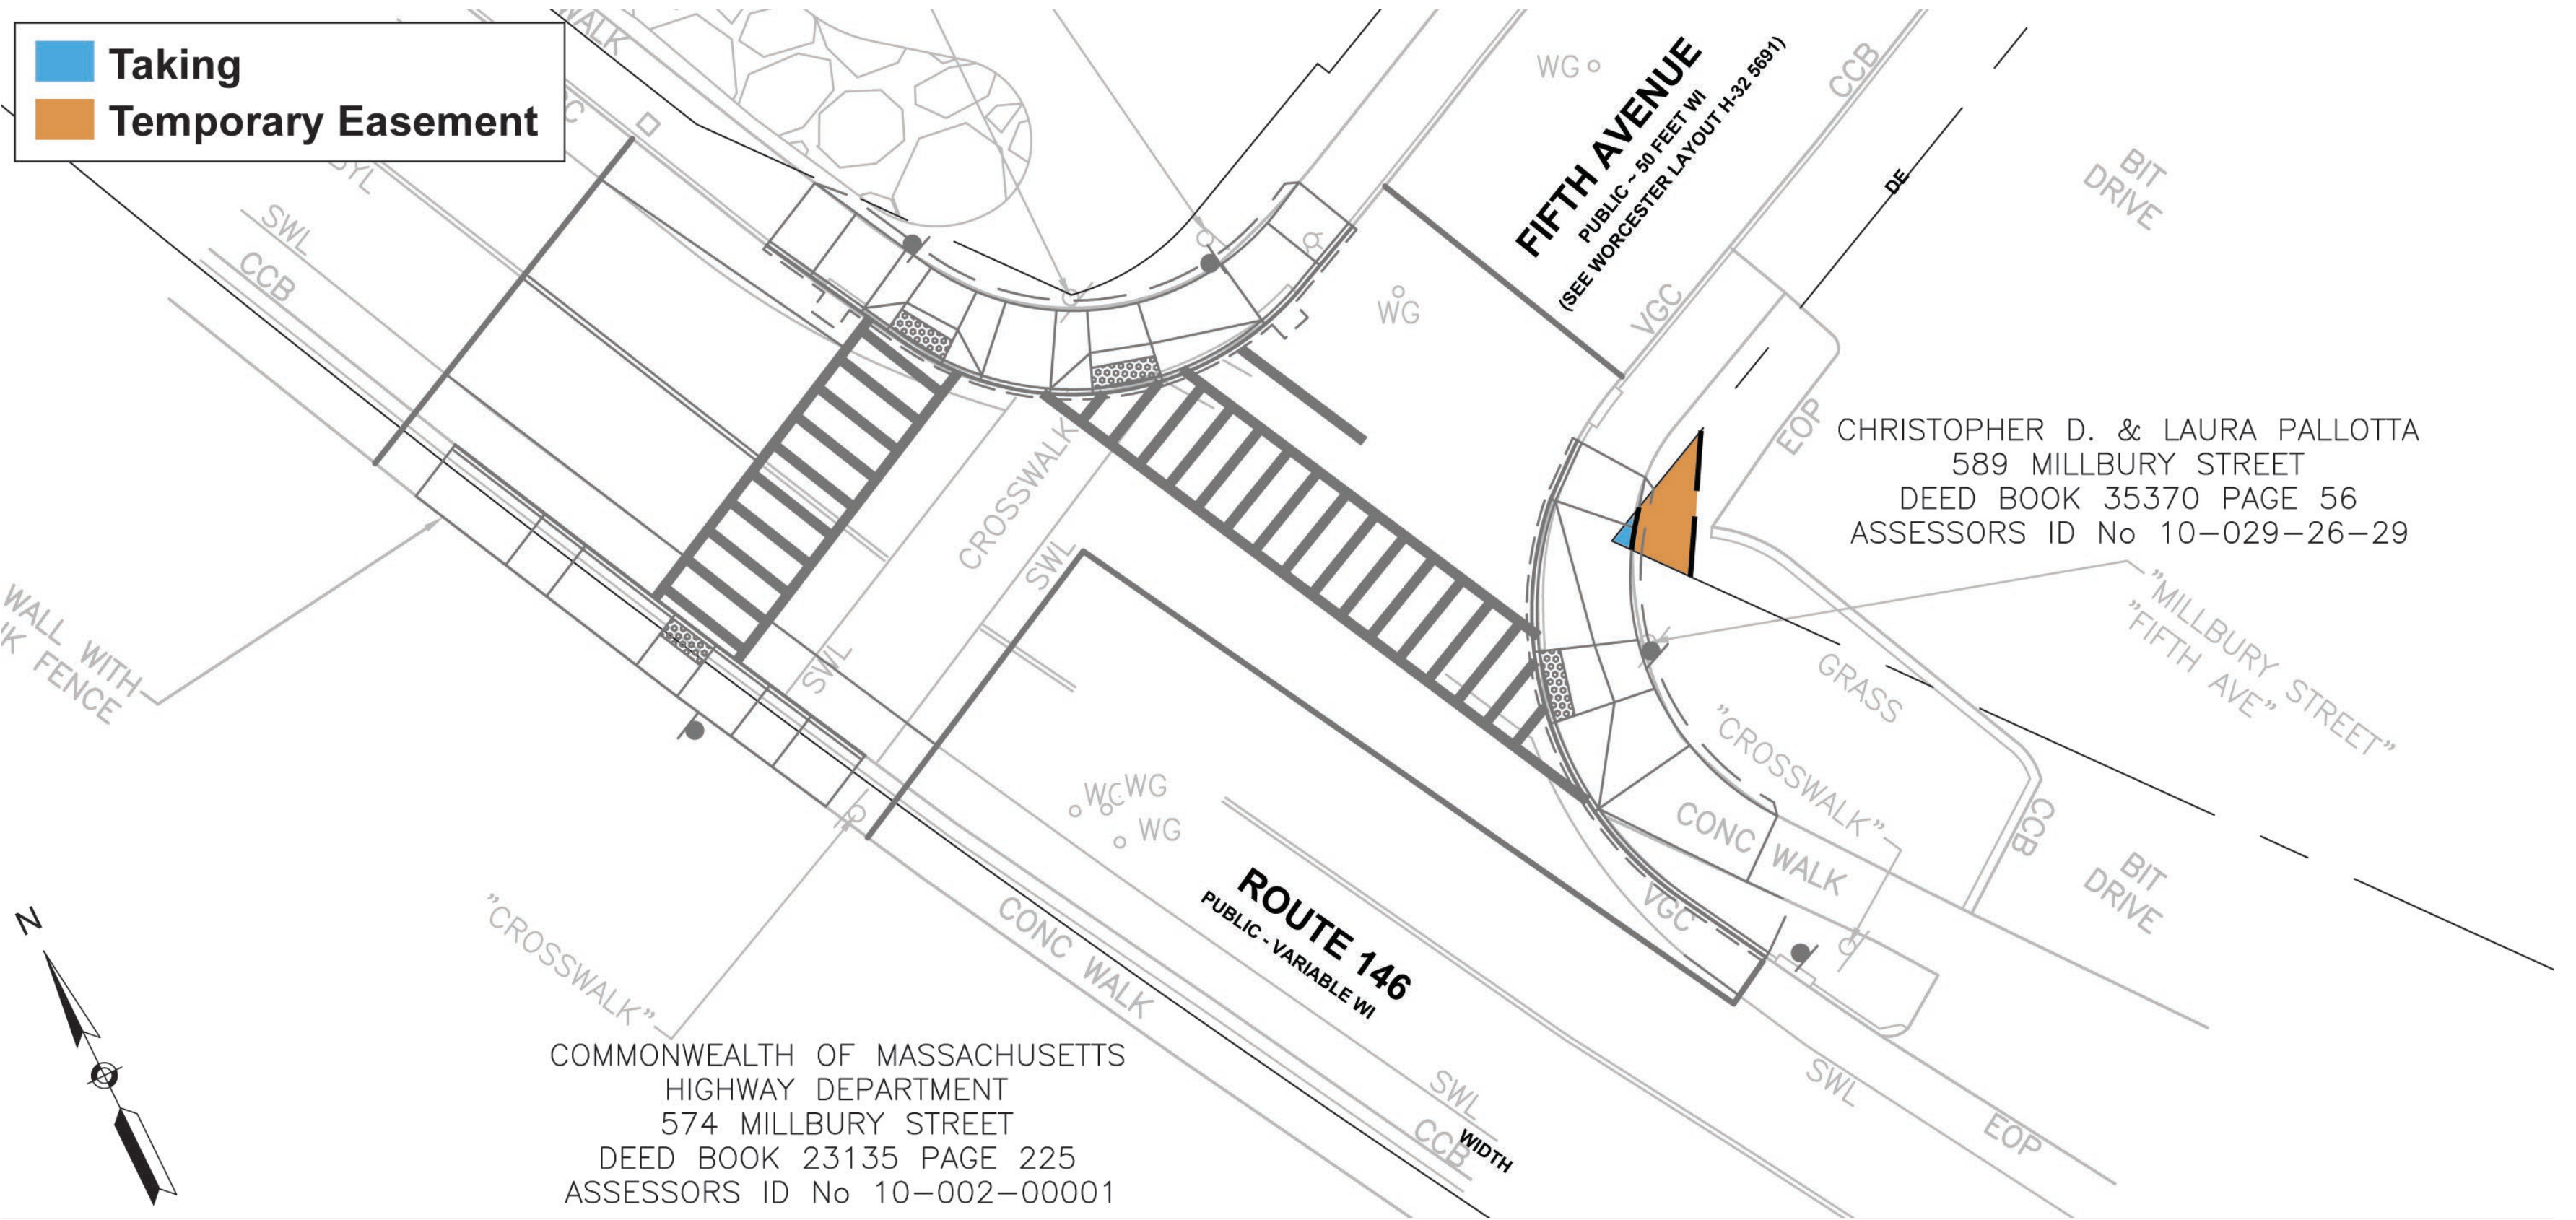 Taking
Temporary Easement
WALK
SYL
SWL
CCB
WALL WITH
FENCE
CROSSWALK
SWL
SWL
WG
WG
FIFTH AVENUE
PUBLIC ~ 50 FEET WI
(SEE WORCESTER LAYOUT H-32 5691)
CCB
VGC
DE
BIT
DRIVE
EOP
CHRISTOPHER D. & LAURA PALLOTTA
589 MILLBURY STREET
DEED BOOK 35370 PAGE 56
ASSESSORS ID No 10-029-26-29
"MILLBURY STREET"
"FIFTH AVE"
GRASS
"CROSSWALK"
CONC WALK
VGC
CCB
BIT
DRIVE
WG
WG
WG
ROUTE 146
PUBLIC - VARIABLE WI
WIDTH
CONC WALK
"CROSSWALK"
N
COMMONWEALTH OF MASSACHUSETTS
HIGHWAY DEPARTMENT
574 MILLBURY STREET
DEED BOOK 23135 PAGE 225
ASSESSORS ID No 10-002-00001
SWL
CCB
SWL
EOP